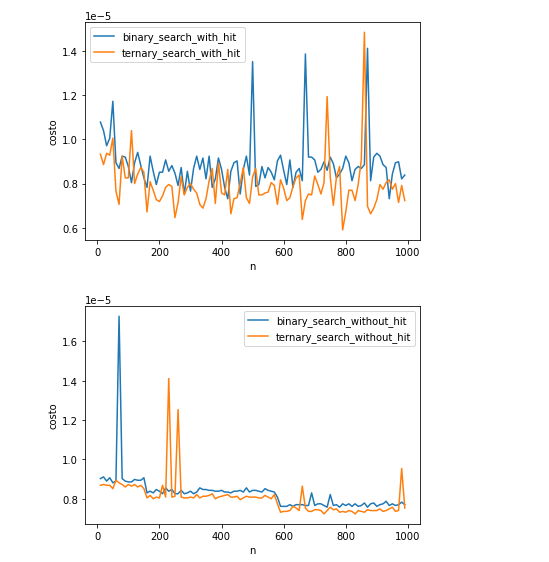 1e−5
binary_search_with_hit
ternary_search_with_hit
1.4
1.2
1.0
0.8
0.6
costo
0 200 400 600 800 1000
n
1e−5
binary_search_without_hit
ternary_search_without_hit
1.6
1.4
1.2
1.0
0.8
costo
0 200 400 600 800 1000
n